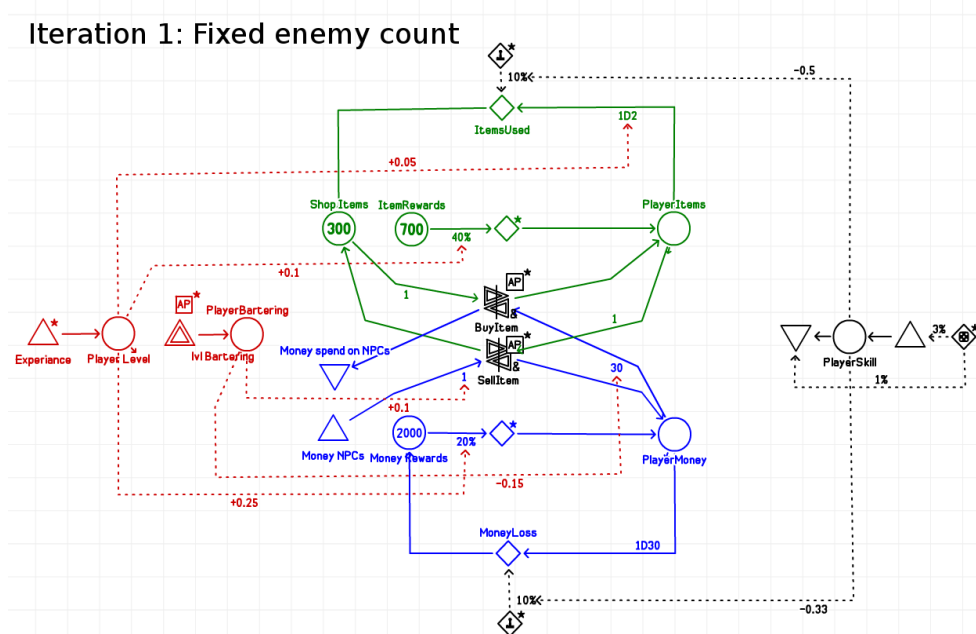 Iteration 1: Fixed enemy count
*
10%
-0.5
ItemsUsed
1D2
+0.05
Shop Items
ItemRewards
PlayerItems
300
700
*
40%
+0.1
AP *
1
AP *
PlayerBartering
&
BuyItem
1
*
3%
*
Experiance
Player Level
lvl Bartering
Money spend on NPCs
AP *
&
SellItem
PlayerSkill
30
1
1%
+0.1
Money NPCs
2000
20%
*
Money Rewards
PlayerMoney
-0.15
+0.25
MoneyLoss
1D30
10%
-0.33
*